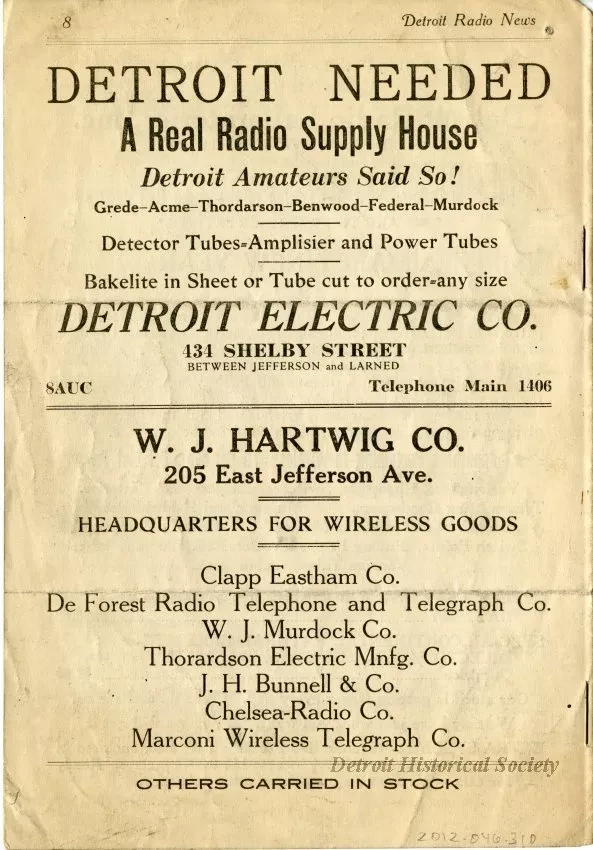 8
Detroit Radio News
DETROIT NEEDED
A Real Radio Supply House
Detroit Amateurs Said So!
Grede-Acme-Thordarson-Benwood-Federal-Murdock
Detector Tubes=Amplisier and Power Tubes
Bakelite in Sheet or Tube cut to order=any size
DETROIT ELECTRIC CO.
434 SHELBY STREET
BETWEEN JEFFERSON and LARNED
8AUC
Telephone Main 1406
W. J. HARTWIG CO.
205 East Jefferson Ave.
HEADQUARTERS FOR WIRELESS GOODS
Clapp Eastham Co.
De Forest Radio Telephone and Telegraph Co.
W. J. Murdock Co.
Thorardson Electric Mnfg. Co.
J. H. Bunnell & Co.
Chelsea-Radio Co.
Marconi Wireless Telegraph Co.
Detroit Historical Society
OTHERS CARRIED IN STOCK
2012.046.310